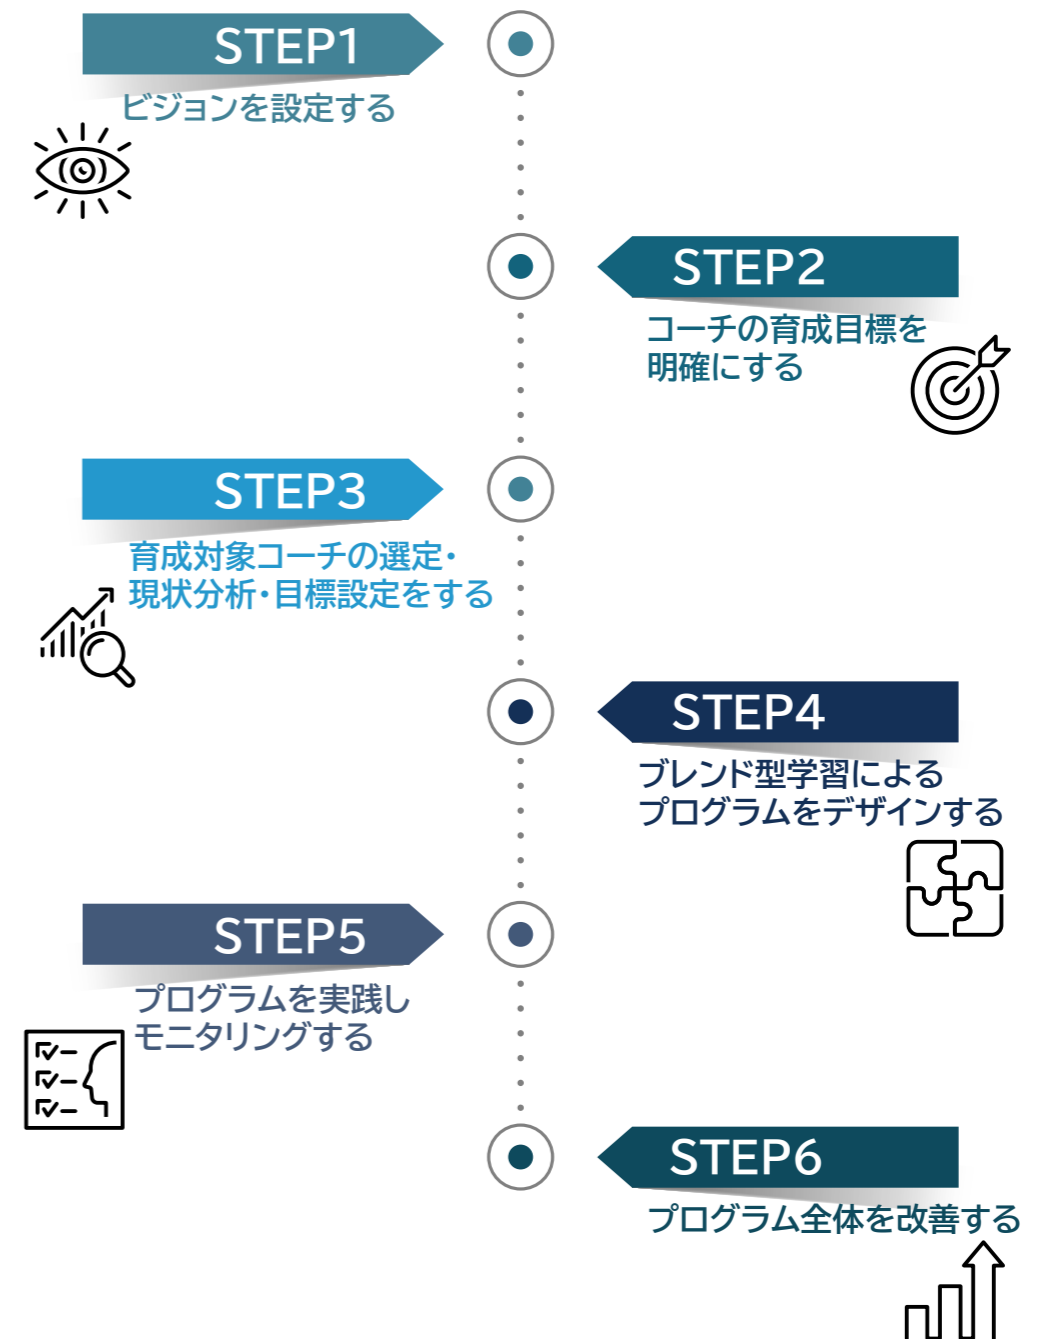 STEP1
ビジョンを設定する
STEP2
コーチの育成目標を
明確にする
STEP3
育成対象コーチの選定・
現状分析・目標設定をする
STEP4
ブレンド型学習による
プログラムをデザインする
STEP5
プログラムを実践し
モニタリングする
STEP6
プログラム全体を改善する